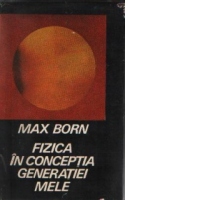 MAX BORN
FIZICA
ÎN CONCEPȚIA
GENERAȚIEI
MELE